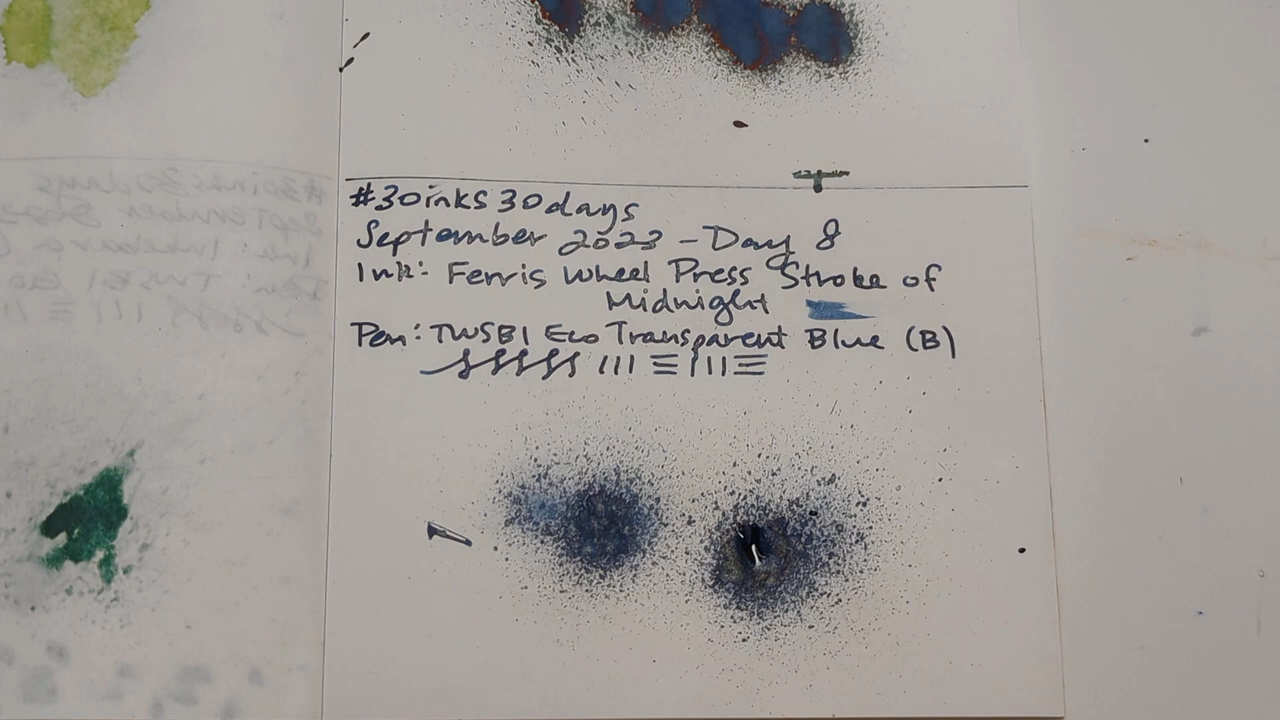 #30inks30days
September 2023 - Day 8
Ink: Ferris Wheel Press Stroke of
Midnight
Pen: TWSBI Eco Transparent Blue (B)